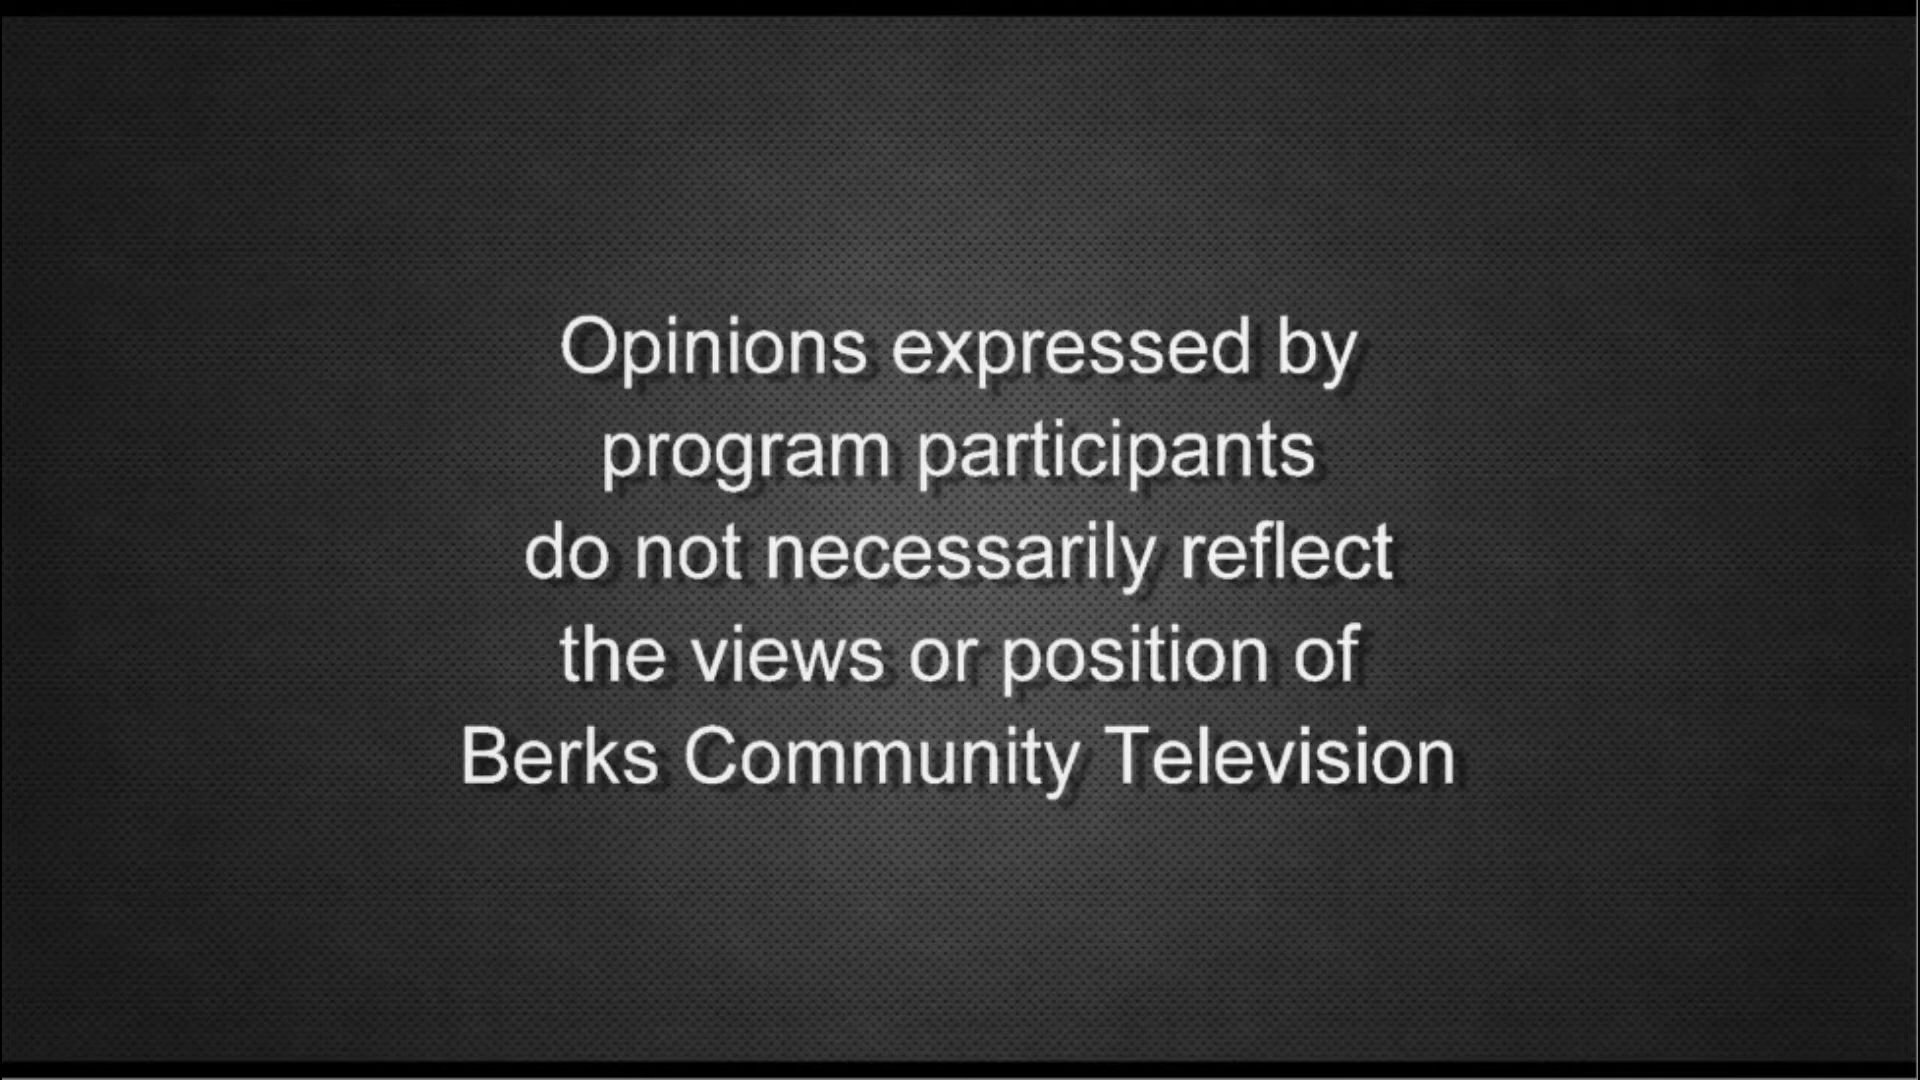 Opinions expressed by
program participants
do not necessarily reflect
the views or position of
Berks Community Television